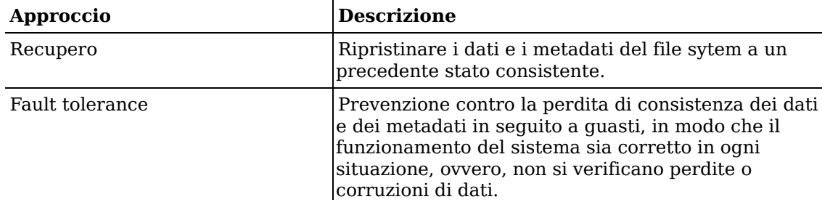 Approccio Descrizione
Recupero Ripristinare i dati e i metadati del file sytem a un
precedente stato consistente.
Fault tolerance Prevenzione contro la perdita di consistenza dei dati
e dei metadati in seguito a guasti, in modo che il
funzionamento del sistema sia corretto in ogni
situazione, ovvero, non si verificano perdite o
corruzioni di dati.